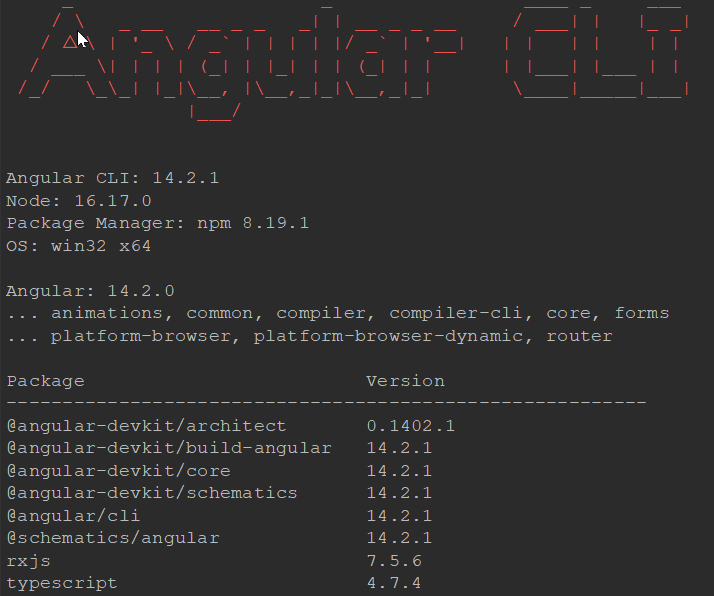 Angular CLI
Angular CLI: 14.2.1
Node: 16.17.0
Package Manager: npm 8.19.1
OS: win32 x64
Angular: 14.2.0
... animations, common, compiler, compiler-cli, core, forms
... platform-browser, platform-browser-dynamic, router
Package Version
---------------------------------------------------------
@angular-devkit/architect 0.1402.1
@angular-devkit/build-angular 14.2.1
@angular-devkit/core 14.2.1
@angular-devkit/schematics 14.2.1
@angular/cli 14.2.1
@schematics/angular 14.2.1
rxjs 7.5.6
typescript 4.7.4